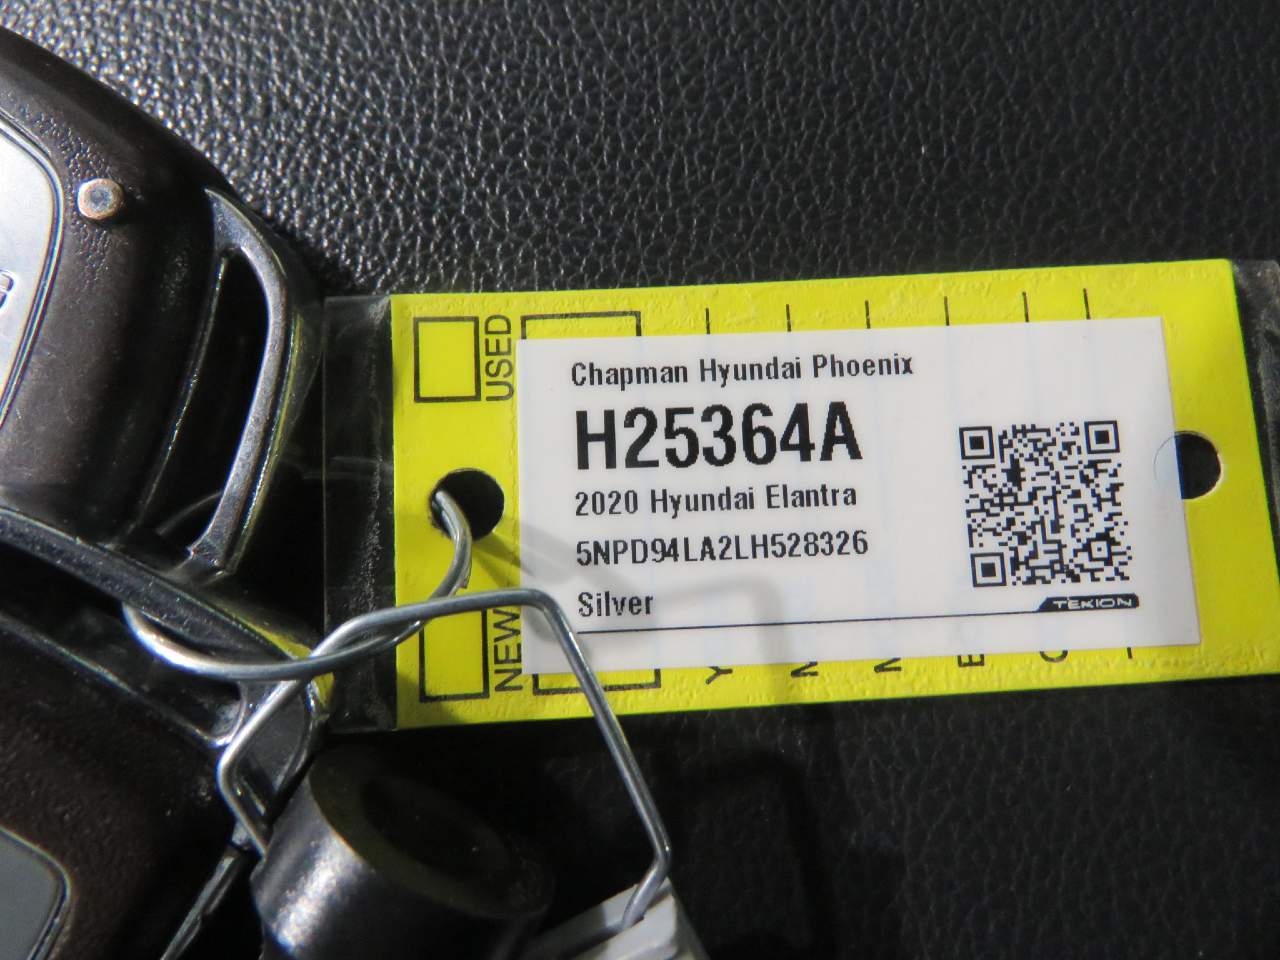 USED
Chapman Hyundai Phoenix
H25364A
2020 Hyundai Elantra
5NPD94LA2LH528326
Silver
TEKION
NEW